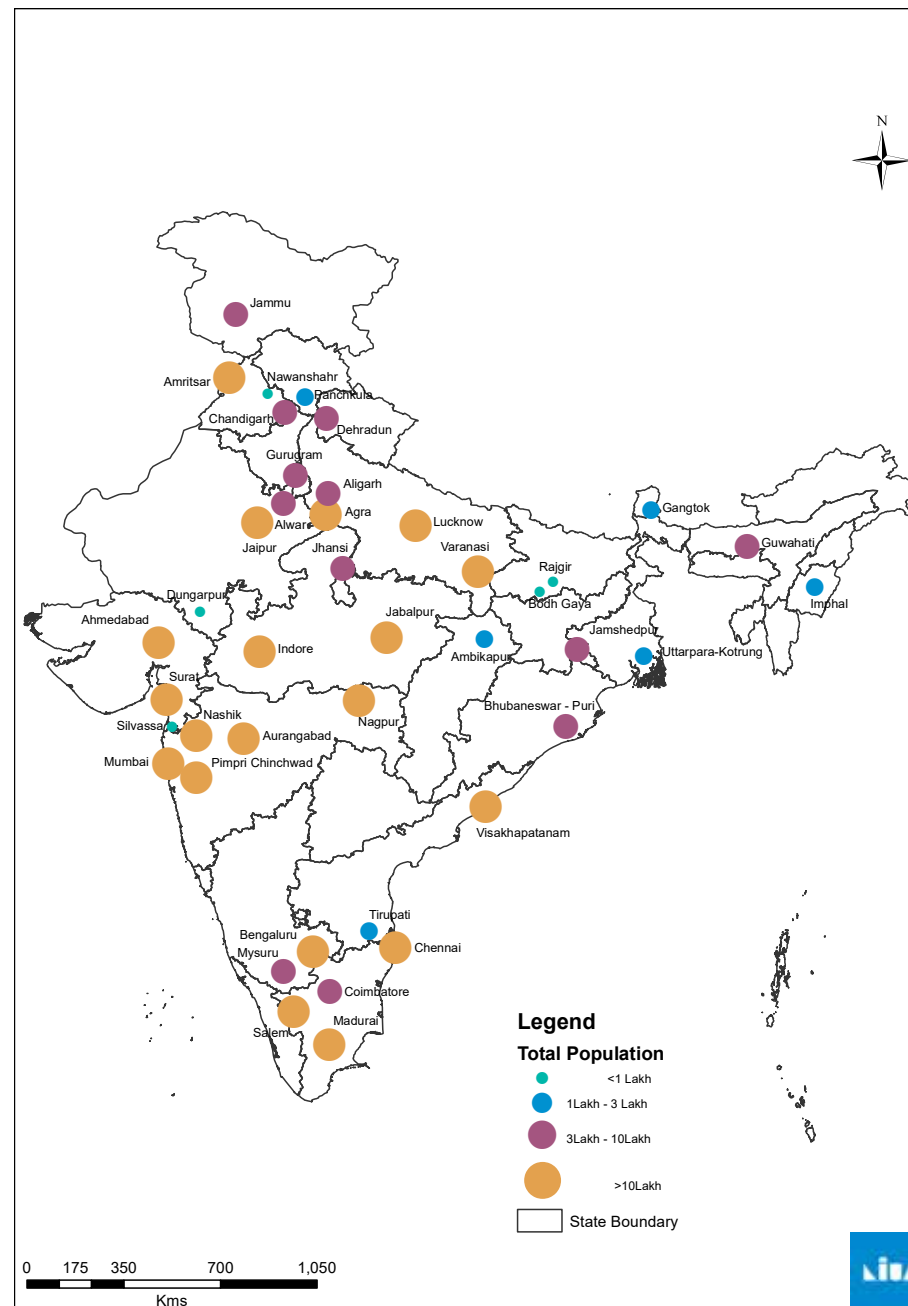 N
Jammu
Nawanshahr
Amritsar
Panchkula
Chandigarh
Dehradun
Gurugram
Aligarh
Gangtok
Alwar
Agra
Lucknow
Jaipur
Guwahati
Jhansi
Varanasi
Rajgir
Dungarpur
Bodh Gaya
Imphal
Ahmedabad
Jabalpur
Jamshedpur
Indore
Ambikapur
Uttarpara-Kotrung
Surat
Bhubaneswar - Puri
Nashik
Nagpur
Silvassa
Aurangabad
Mumbai
Pimpri Chinchwad
Visakhapatanam
Tirupati
Bengaluru
Chennai
Mysuru
Coimbatore
Madurai
Salem
Legend
Total Population
<1 Lakh
1Lakh - 3 Lakh
3Lakh - 10Lakh
>10Lakh
State Boundary
0 175 350 700 1,050
Kms